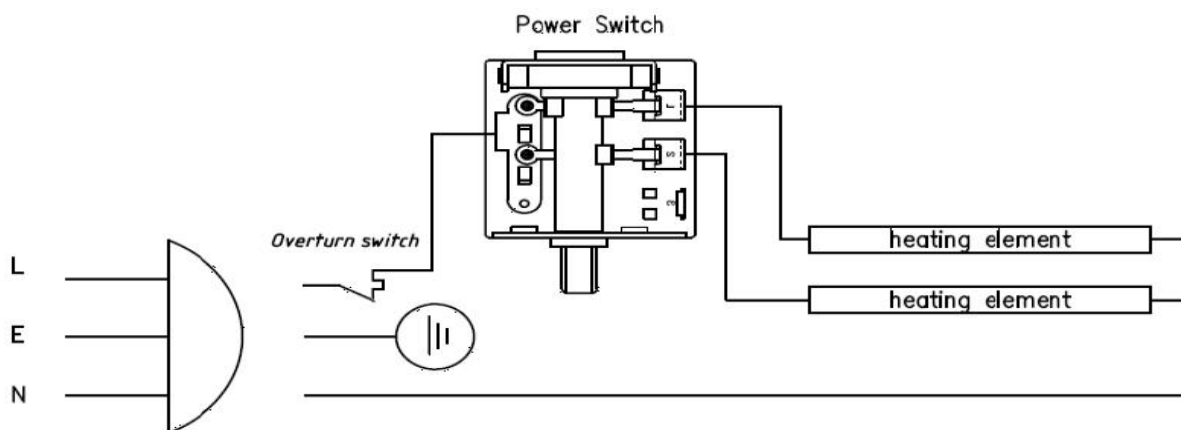 Power Switch
Overturn switch
heating element
heating element
L
E
N